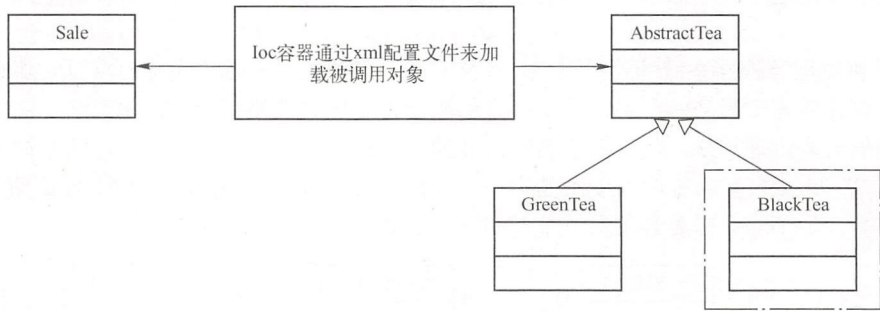 Sale
Ioc容器通过xml配置文件来加
载被调用对象
AbstractTea
GreenTea
BlackTea